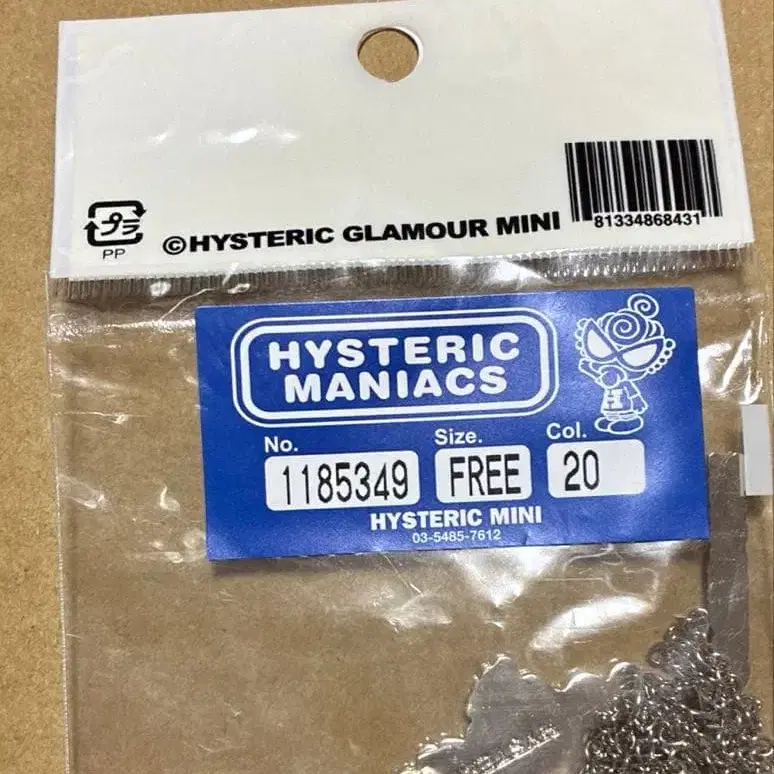 プラ
PP
©HYSTERIC GLAMOUR MINI
81334868431
HYSTERIC
MANIACS
No. Size. Col.
1185349 FREE 20
HYSTERIC MINI
03-5485-7612
H